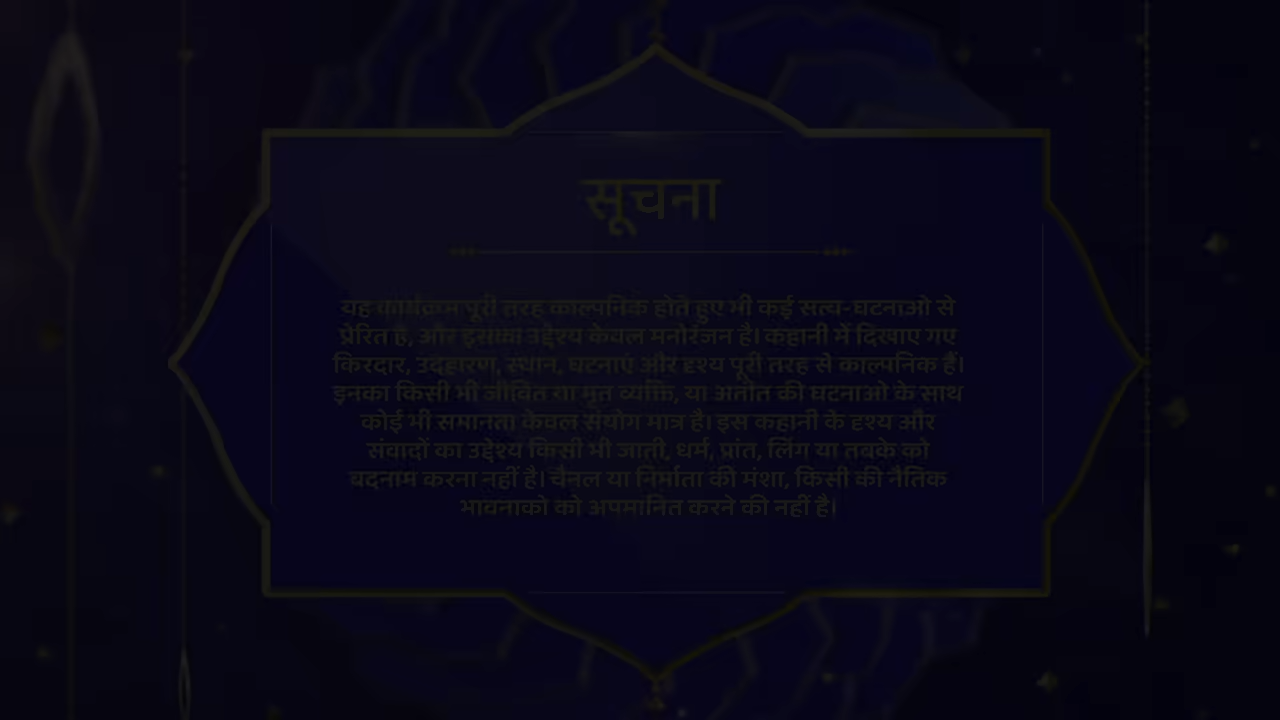 सूचना
यह कार्यक्रम पूरी तरह काल्पनिक होते हुए भी कई सत्य-घटनाओं से
प्रेरित है, और इसका उद्देश्य केवल मनोरंजन है। कहानी में दिखाए गए
किरदार, उदहारण, स्थान, घटनाएं और दृश्य पूरी तरह से काल्पनिक हैं।
इनका किसी भी जीवित या मृत व्यक्ति, या अतीत की घटनाओं के साथ
कोई भी समानता केवल संयोग मात्र है। इस कहानी के दृश्य और
संवादों का उद्देश्य किसी भी जाती, धर्म, प्रांत, लिंग या तबके को
बदनाम करना नहीं है। चैनल या निर्माता की मंशा, किसी की नैतिक
भावनाको को अपमानित करने की नहीं है।